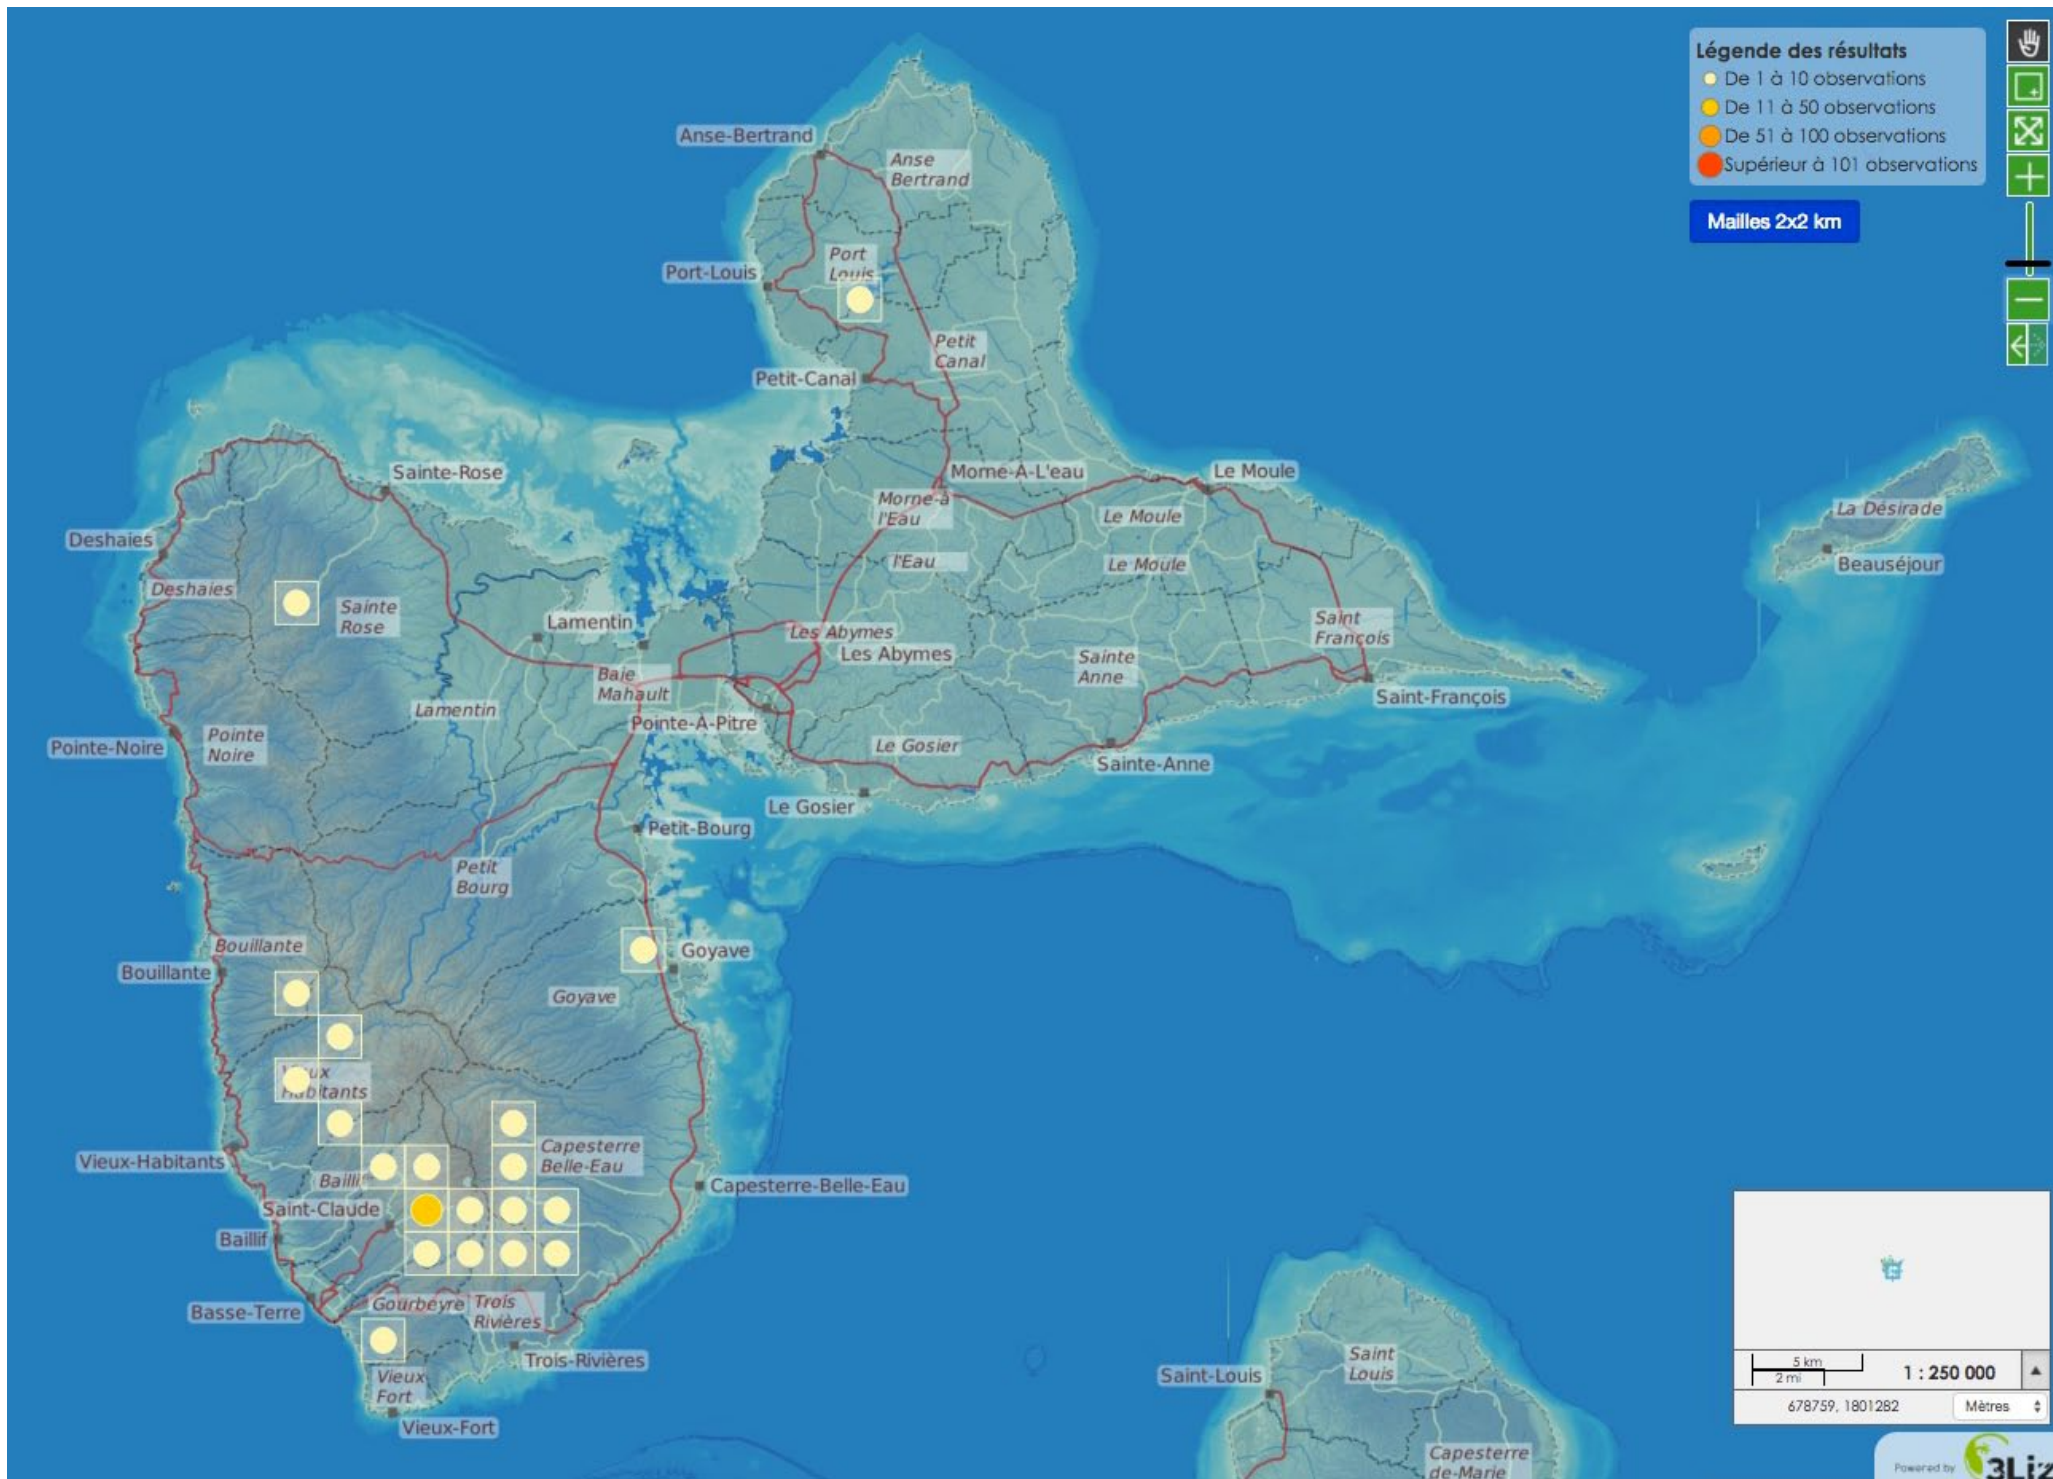 Légende des résultats
De 1 à 10 observations
De 11 à 50 observations
De 51 à 100 observations
Supérieur à 101 observations
Mailles 2x2 km
Anse-Bertrand
Anse
Bertrand
Port
Louis
Port-Louis
Petit
Canal
Petit-Canal
Sainte-Rose
Morne-À-L'eau
Le Moule
Morne-à
l'Eau
Le Moule
La Désirade
Deshaies
l'Eau
Le Moule
Beauséjour
Deshaies
Sainte
Rose
Lamentin
Les Abymes
Les Abymes
Saint
François
Sainte
Anne
Baie
Mahault
Saint-François
Lamentin
Pointe-À-Pitre
Pointe-Noire
Pointe
Noire
Le Gosier
Sainte-Anne
Le Gosier
Petit-Bourg
Petit
Bourg
Bouillante
Goyave
Bouillante
Goyave
Habitants
Capesterre
Belle-Eau
Vieux-Habitants
Capesterre-Belle-Eau
Saint-Claude
Baillif
Basse-Terre
Gourbeyre
Trois
Rivières
Trois-Rivières
Vieux
Fort
Vieux-Fort
Saint-Louis
Saint
Louis
Capesterre
de-Marie
5 km
2 mi
1 : 250 000
678759, 1801282
Mètres
Powered by
3Liz